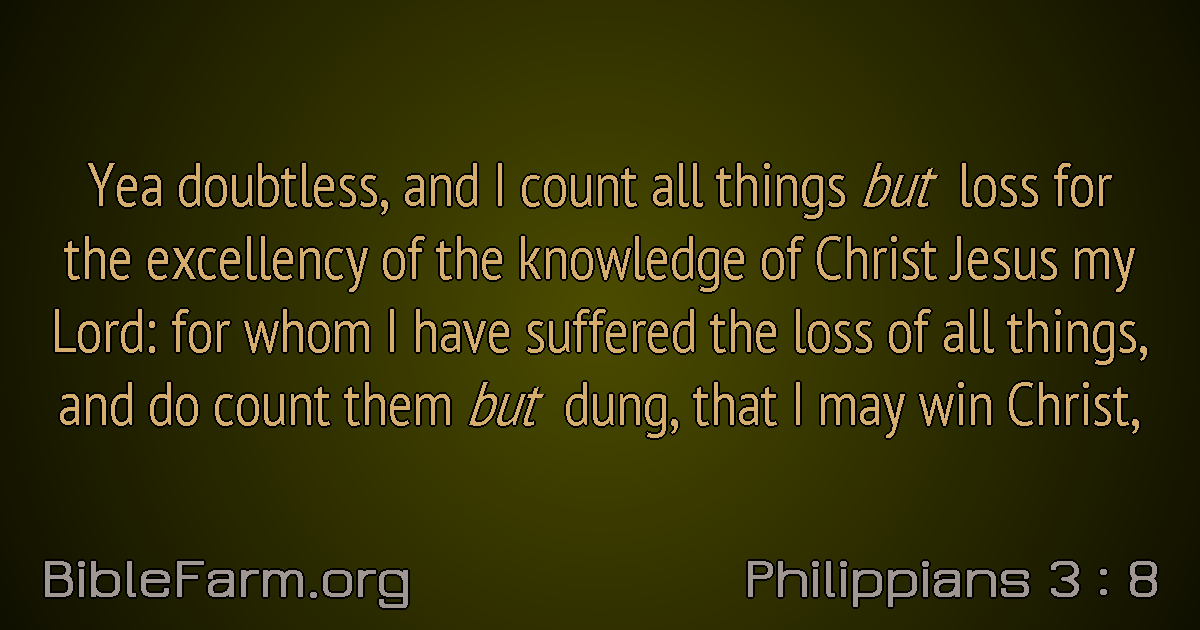 Yea doubtless, and I count all things but loss for
the excellency of the knowledge of Christ Jesus my
Lord: for whom I have suffered the loss of all things,
and do count them but dung, that I may win Christ,
BibleFarm.org
Philippians 3 : 8